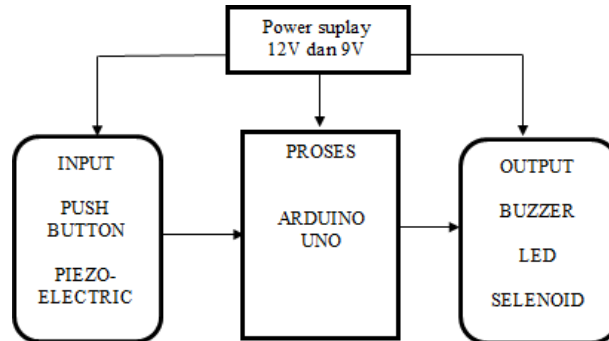 Power suplay
12V dan 9V
INPUT
PUSH
BUTTON
PIEZO-
ELECTRIC
PROSES
ARDUINO
UNO
OUTPUT
BUZZER
LED
SELENOID